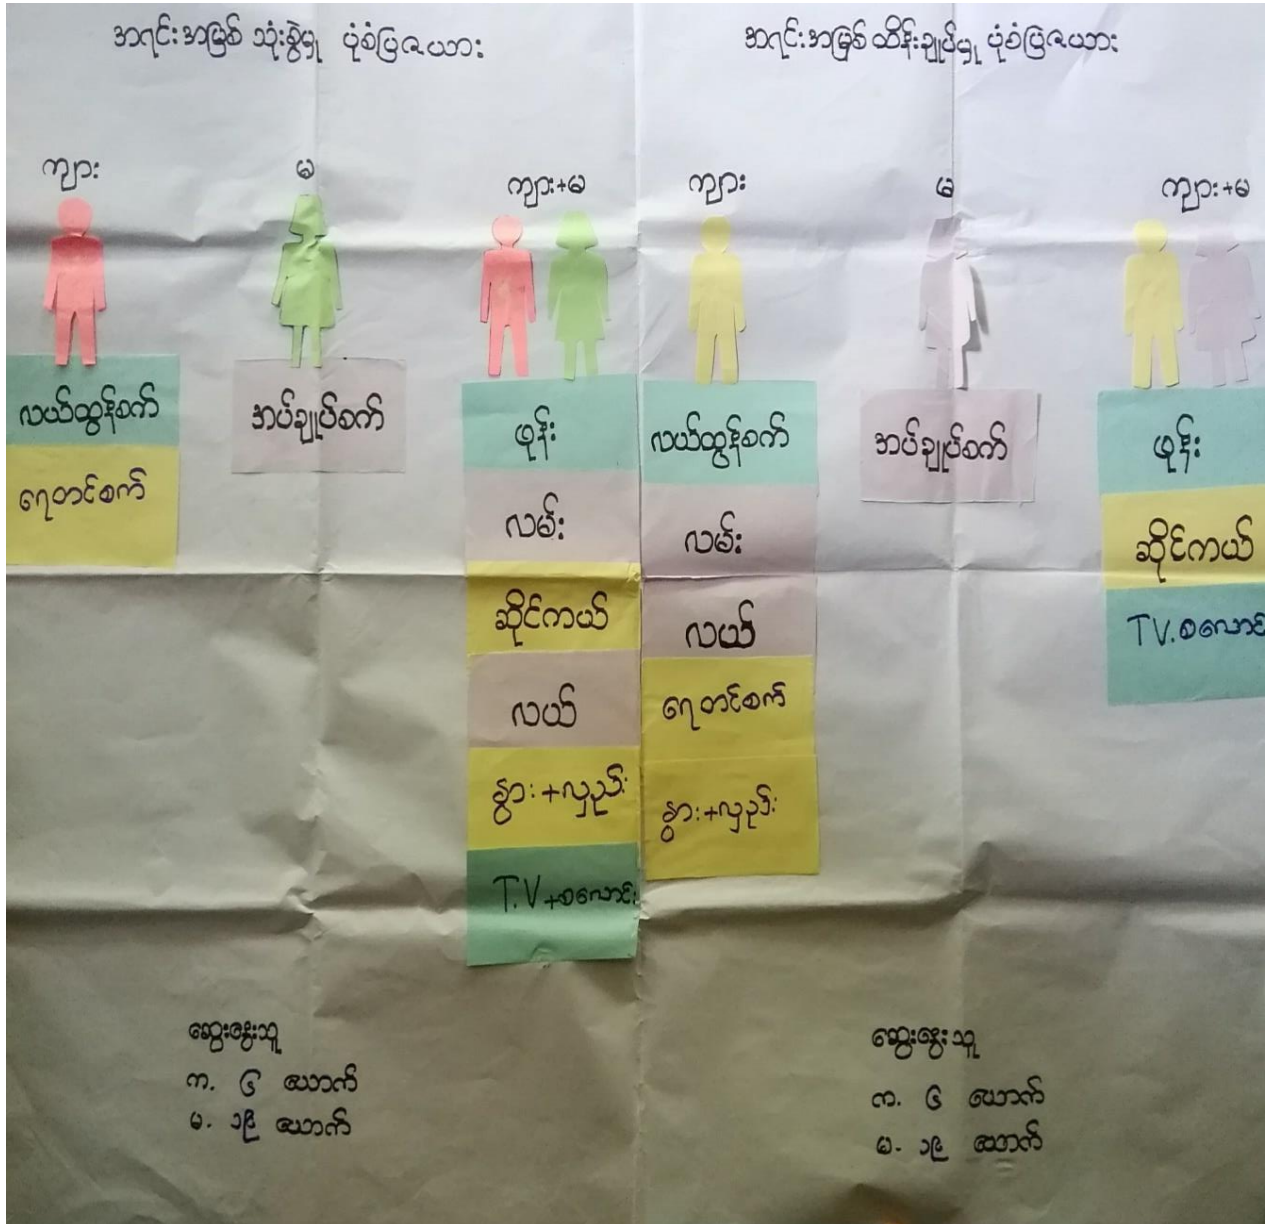 အရင်းအမြစ် သုံးစွဲမှု ပုံစံပြဇယား
ကျား
မ
ကျား+မ
လယ်ထွန်စက်
ရေတင်စက်
အပ်ချုပ်စက်
ဖုန်း
လမ်း
ဆိုင်ကယ်
လယ်
နွား+လှည်း
T.V+စလောင်း
ဆွေးနွေးသူ
က. ၆ ယောက်
မ. ၁၉ ယောက်
အရင်းအမြစ် ထိန်းချုပ်မှု ပုံစံပြဇယား
ကျား
မ
ကျား+မ
လယ်ထွန်စက်
လမ်း
လယ်
ရေတင်စက်
နွား+လှည်း
အပ်ချုပ်စက်
ဖုန်း
ဆိုင်ကယ်
TV.စလောင်
ဆွေးနွေးသူ
က. ၆ ယောက်
မ. ၁၉ ယောက်